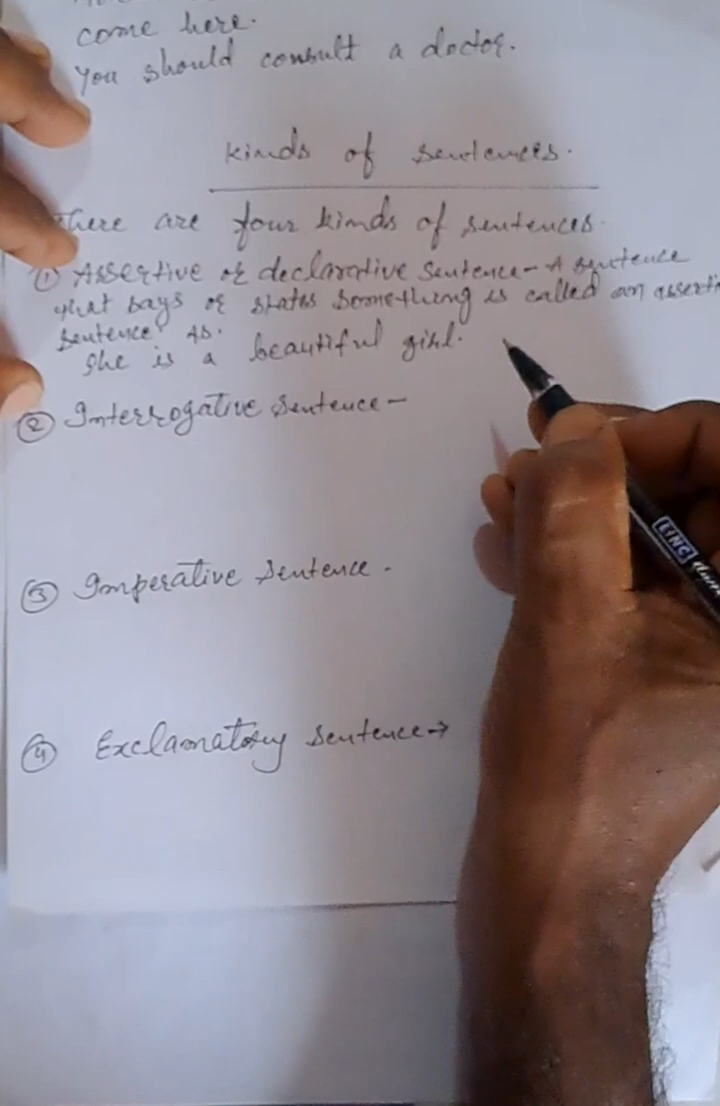 come here.
You should consult a doctor.
Kinds of sentences.
There are four kinds of sentences.
① Assertive or declarative sentence - A sentence
that says or states something is called an asserti
sentence. As.
She is a beautiful girl.
② Interrogative Sentence -
③ Imperative Sentence -
④ Exclamatory sentence →
LINC